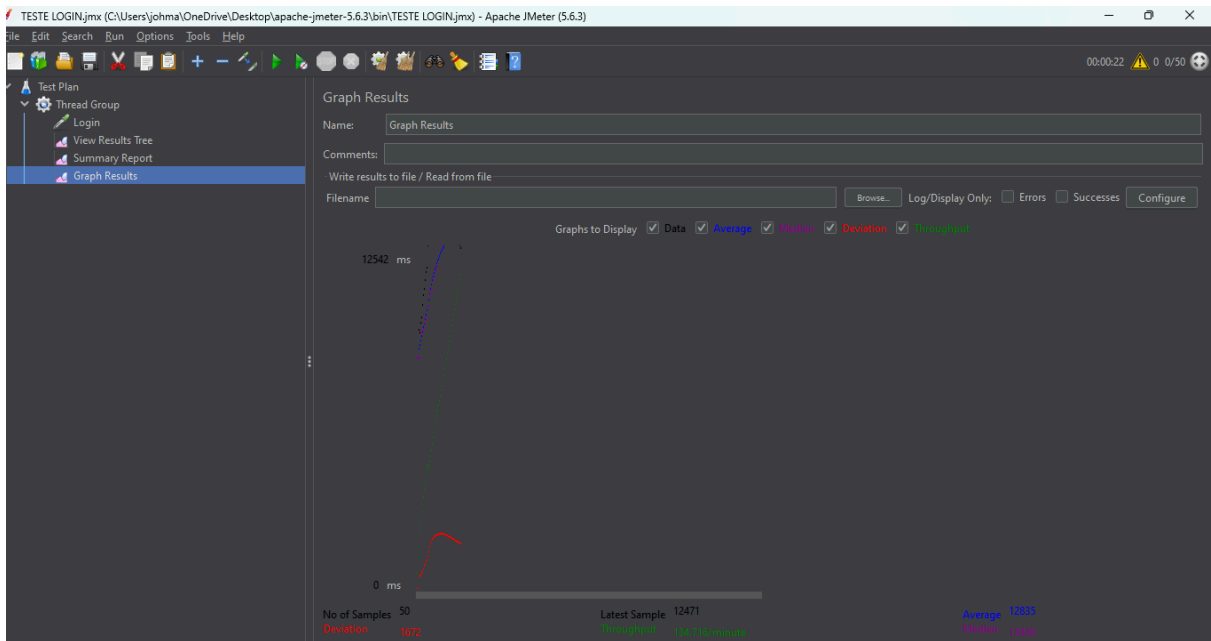 TESTE LOGIN.jmx (C:\Users\johma\OneDrive\Desktop\apache-jmeter-5.6.3\bin\TESTE LOGIN.jmx) - Apache JMeter (5.6.3)
File Edit Search Run Options Tools Help
00:00:22 0 0/50
Test Plan
Thread Group
Login
View Results Tree
Summary Report
Graph Results
Graph Results
Name: Graph Results
Comments:
Write results to file / Read from file
Filename Browse... Log/Display Only: Errors Successes Configure
Graphs to Display Data Average Median Deviation Throughput
12542 ms
0 ms
No of Samples 50 Latest Sample 12471 Average 12835
Deviation 1672 Throughput Median